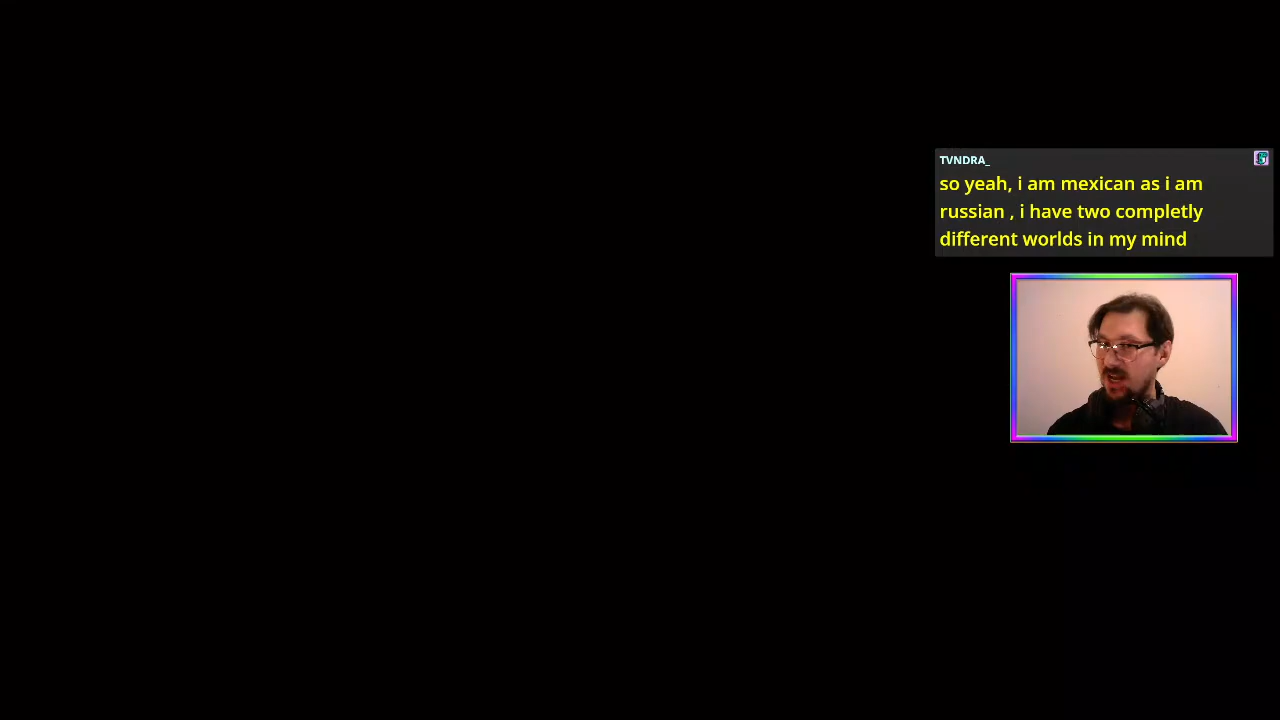 TVNDRA_
so yeah, i am mexican as i am
russian , i have two completly
different worlds in my mind